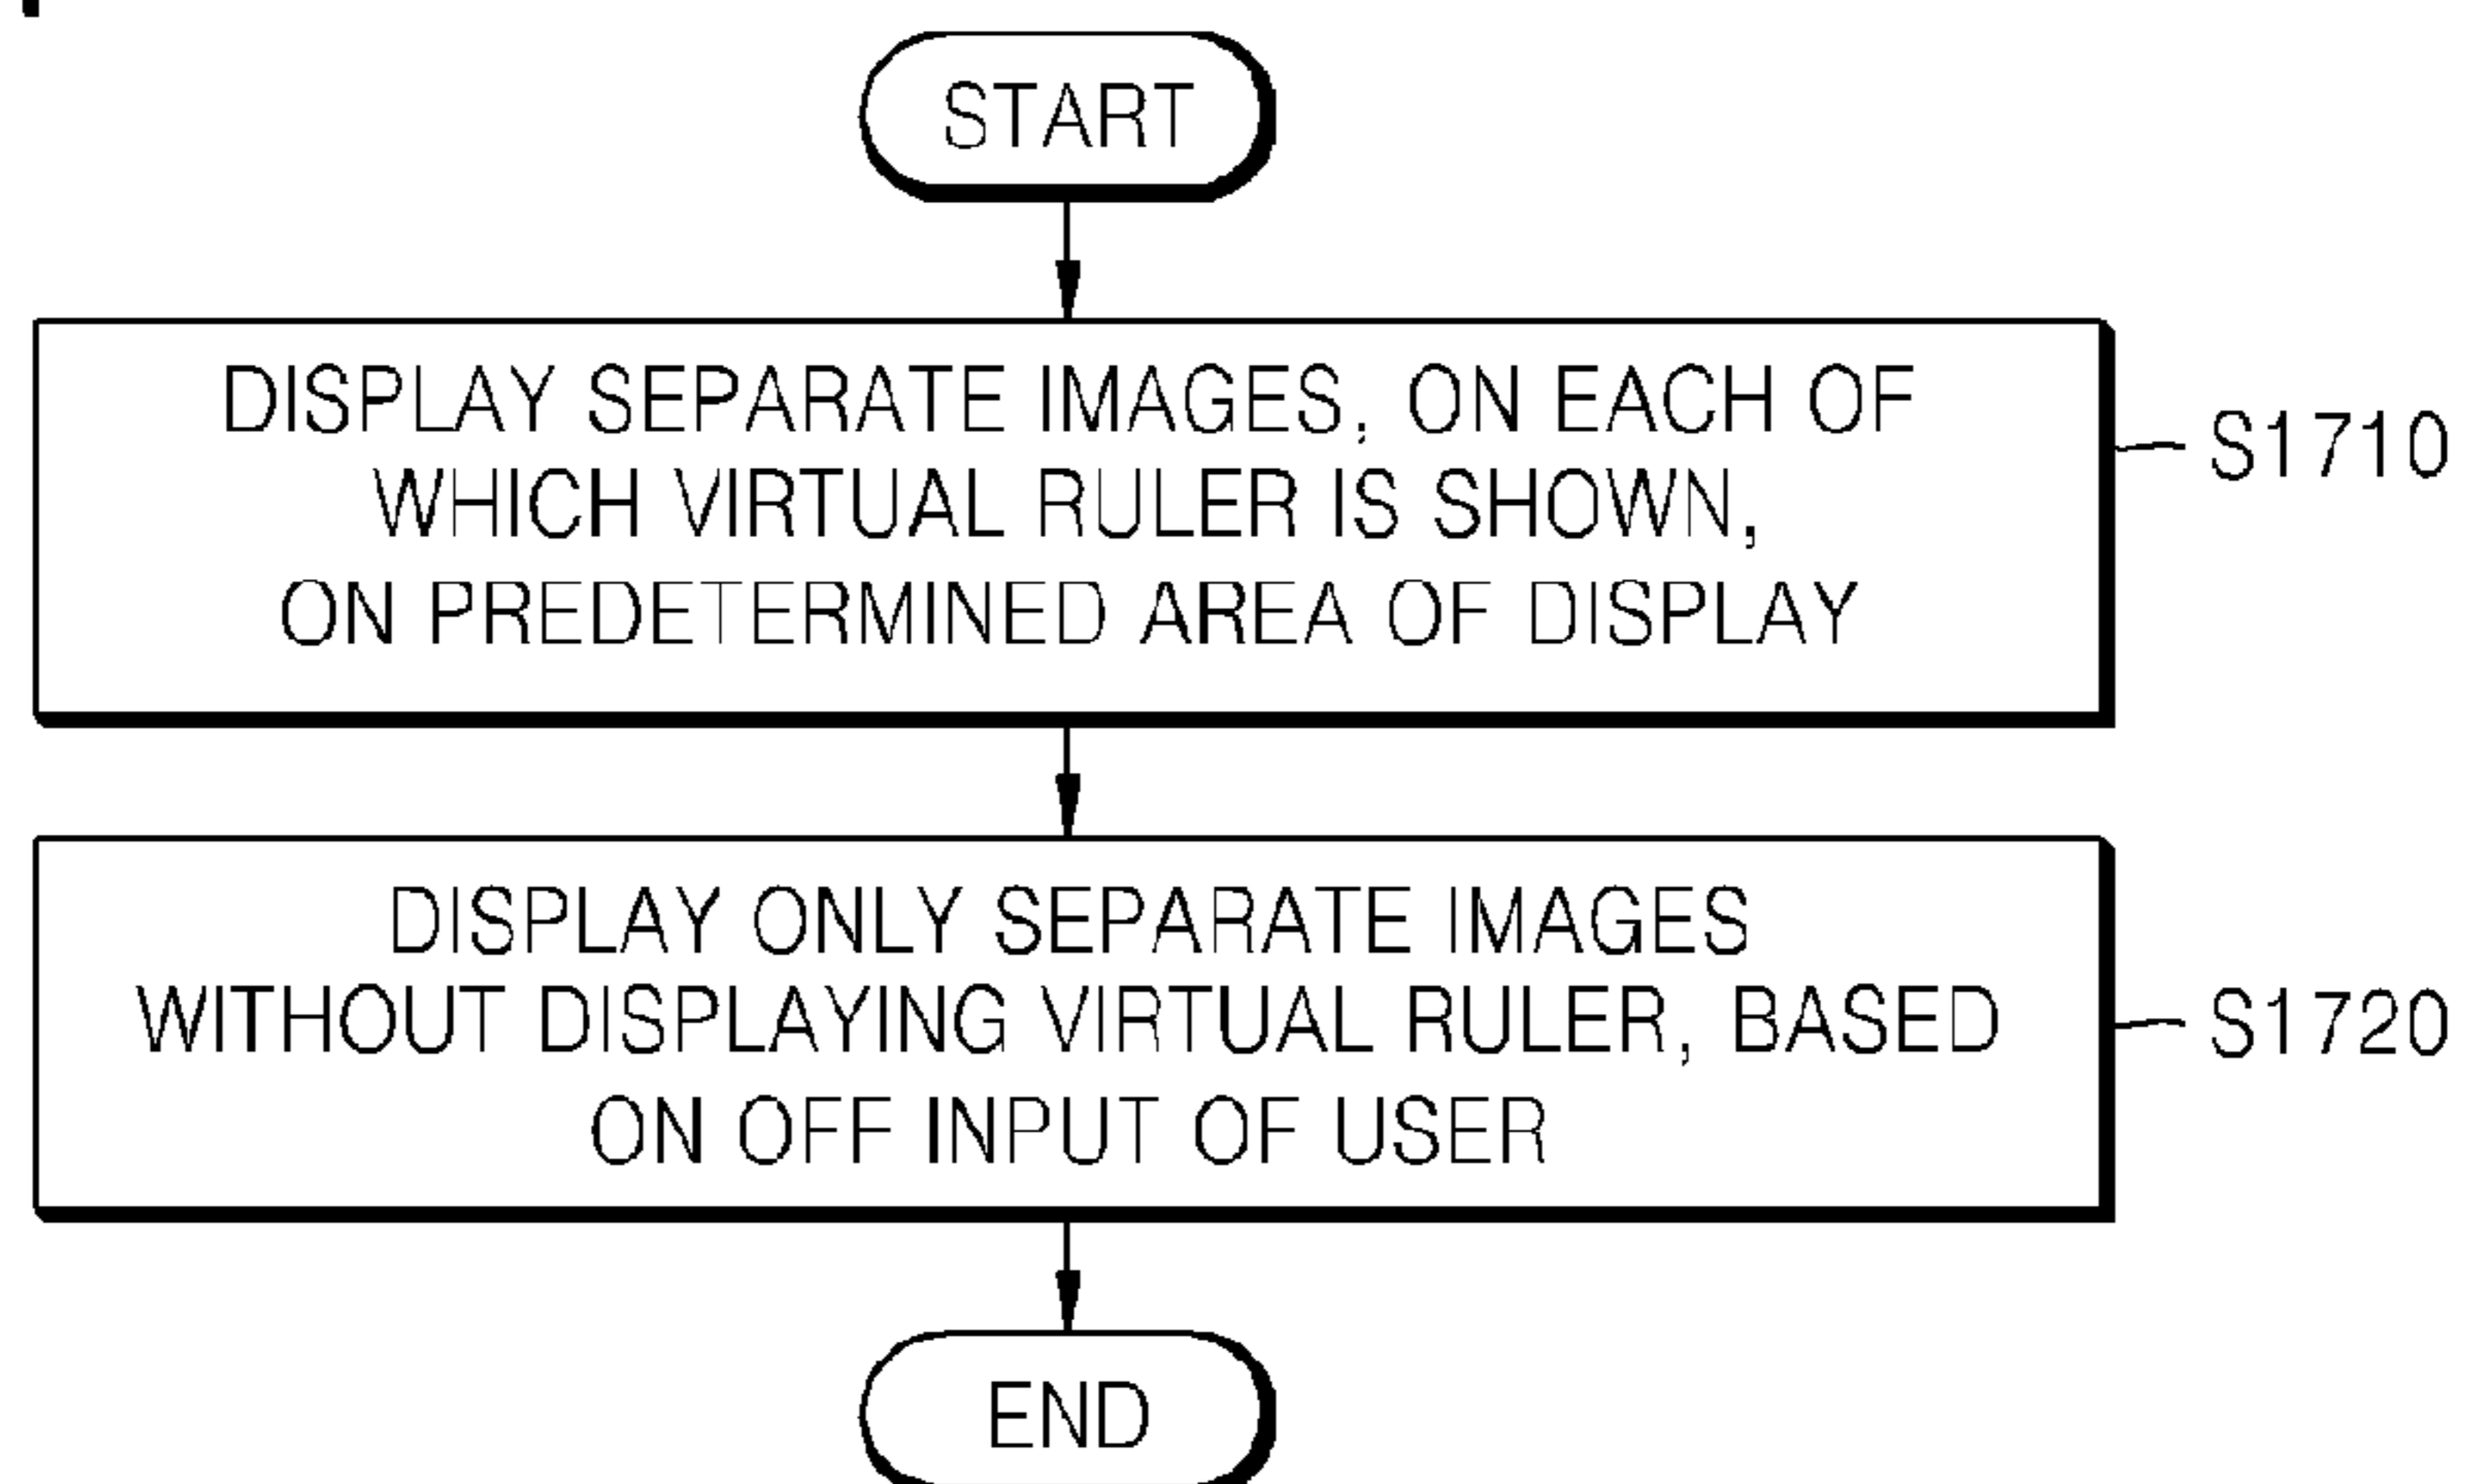 START
DISPLAY SEPARATE IMAGES, ON EACH OF
WHICH VIRTUAL RULER IS SHOWN,
ON PREDETERMINED AREA OF DISPLAY
S1710
DISPLAY ONLY SEPARATE IMAGES
WITHOUT DISPLAYING VIRTUAL RULER, BASED
ON OFF INPUT OF USER
S1720
END